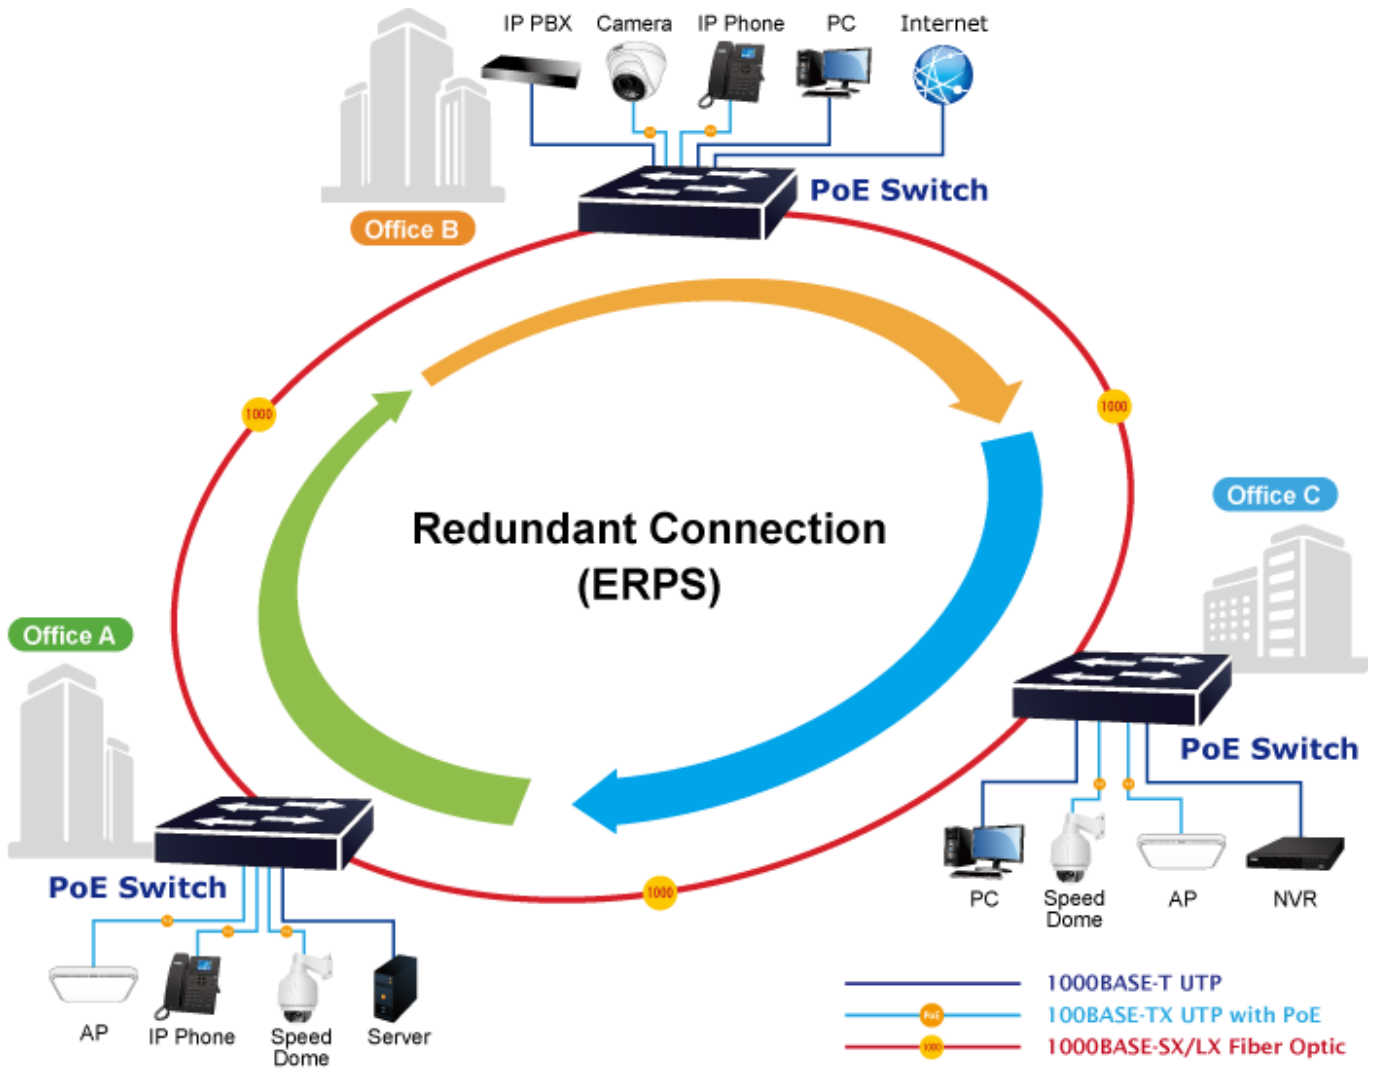 IP PBX
Camera
IP Phone
PC
Internet
PoE Switch
Office B
1000
1000
Office C
Redundant Connection
(ERPS)
Office A
PoE Switch
PoE Switch
1000
PC
Speed
Dome
AP
NVR
AP
IP Phone
Speed
Dome
Server
1000BASE-T UTP
PoE
100BASE-TX UTP with PoE
1000
1000BASE-SX/LX Fiber Optic